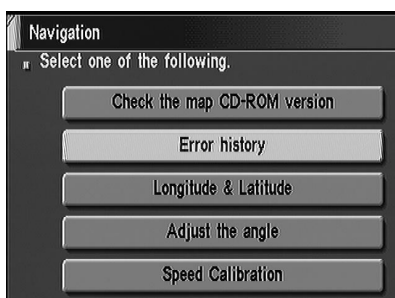 Navigation
Select one of the following.
Check the map CD-ROM version
Error history
Longitude & Latitude
Adjust the angle
Speed Calibration